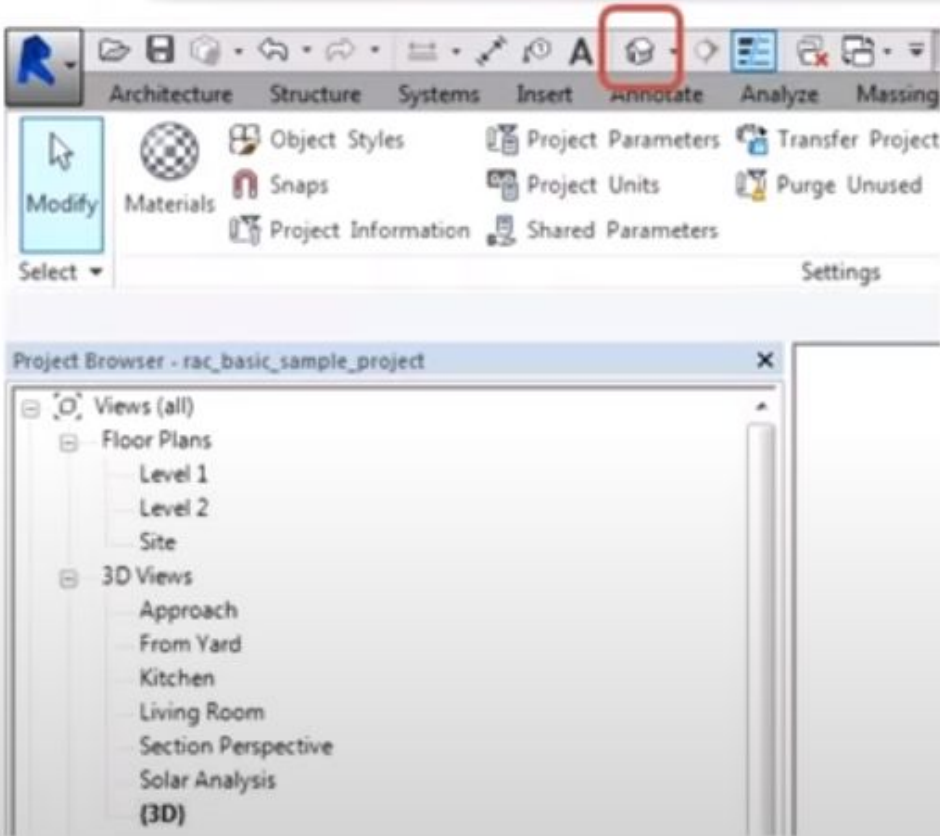 A
Architecture Structure Systems Insert Annotate Analyze Massing
Modify
Materials
Object Styles
Snaps
Project Information
Project Parameters
Project Units
Shared Parameters
Transfer Project
Purge Unused
Select
Settings
Project Browser - rac_basic_sample_project
Views (all)
Floor Plans
Level 1
Level 2
Site
3D Views
Approach
From Yard
Kitchen
Living Room
Section Perspective
Solar Analysis
{3D}